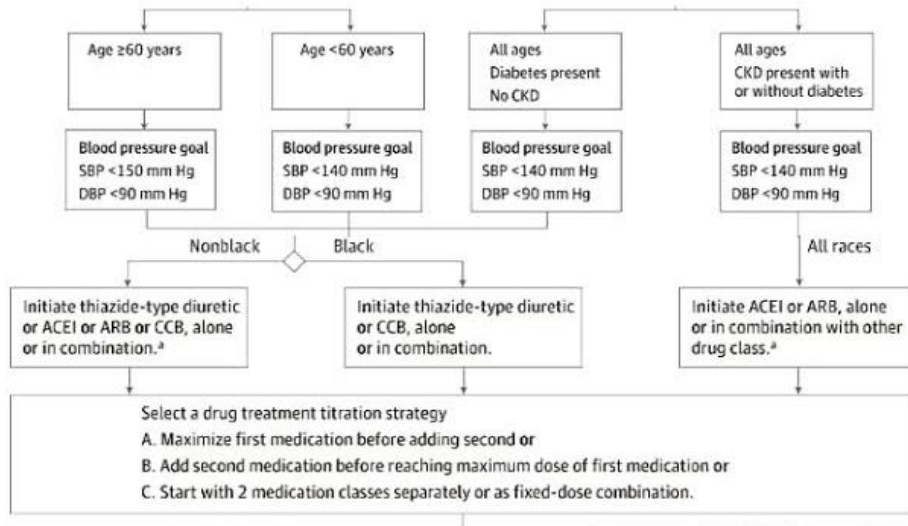 Age ≥60 years
Age <60 years
All ages
Diabetes present
No CKD
All ages
CKD present with
or without diabetes
Blood pressure goal
SBP <150 mm Hg
DBP <90 mm Hg
Blood pressure goal
SBP <140 mm Hg
DBP <90 mm Hg
Blood pressure goal
SBP <140 mm Hg
DBP <90 mm Hg
Blood pressure goal
SBP <140 mm Hg
DBP <90 mm Hg
Nonblack
Black
All races
Initiate thiazide-type diuretic
or ACEI or ARB or CCB, alone
or in combination.ª
Initiate thiazide-type diuretic
or CCB, alone
or in combination.
Initiate ACEI or ARB, alone
or in combination with other
drug class.ª
Select a drug treatment titration strategy
A. Maximize first medication before adding second or
B. Add second medication before reaching maximum dose of first medication or
C. Start with 2 medication classes separately or as fixed-dose combination.